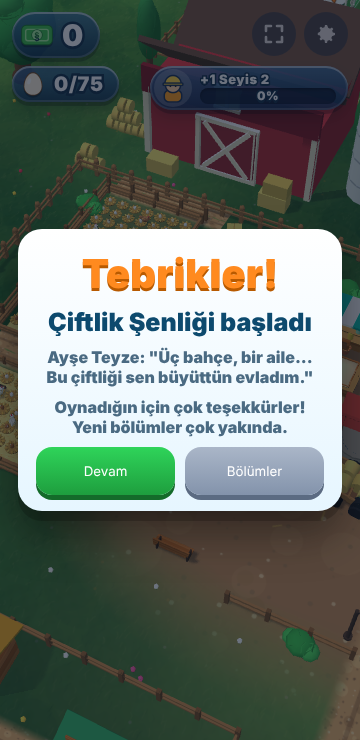 0
0/75
+1 Seyis 2
0%
Tebrikler!
Çiftlik Şenliği başladı
Ayşe Teyze: "Üç bahçe, bir aile...
Bu çiftliği sen büyüttün evladım."
Oynadığın için çok teşekkürler!
Yeni bölümler çok yakında.
Devam
Bölümler